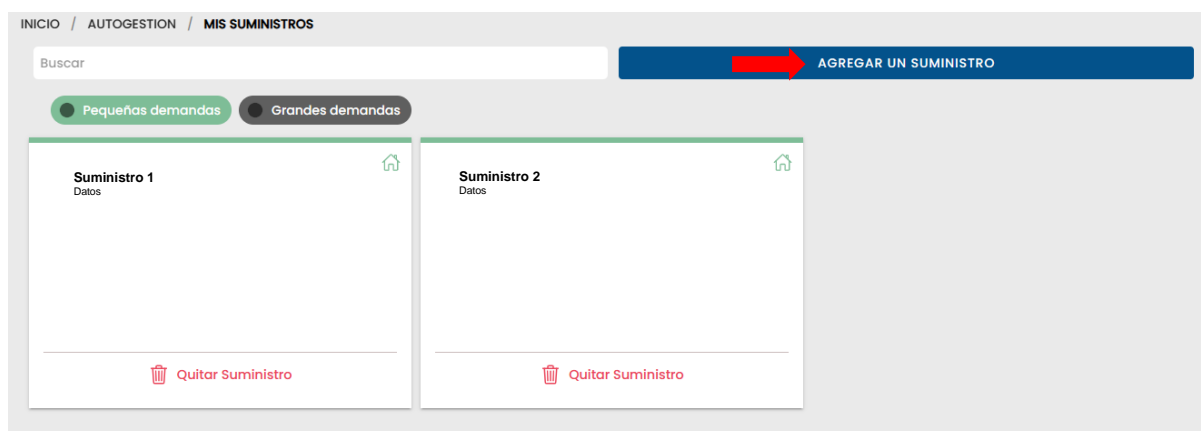 INICIO / AUTOGESTION / MIS SUMINISTROS
Buscar
AGREGAR UN SUMINISTRO
Pequeñas demandas
Grandes demandas
Suministro 1
Datos
Quitar Suministro
Suministro 2
Datos
Quitar Suministro